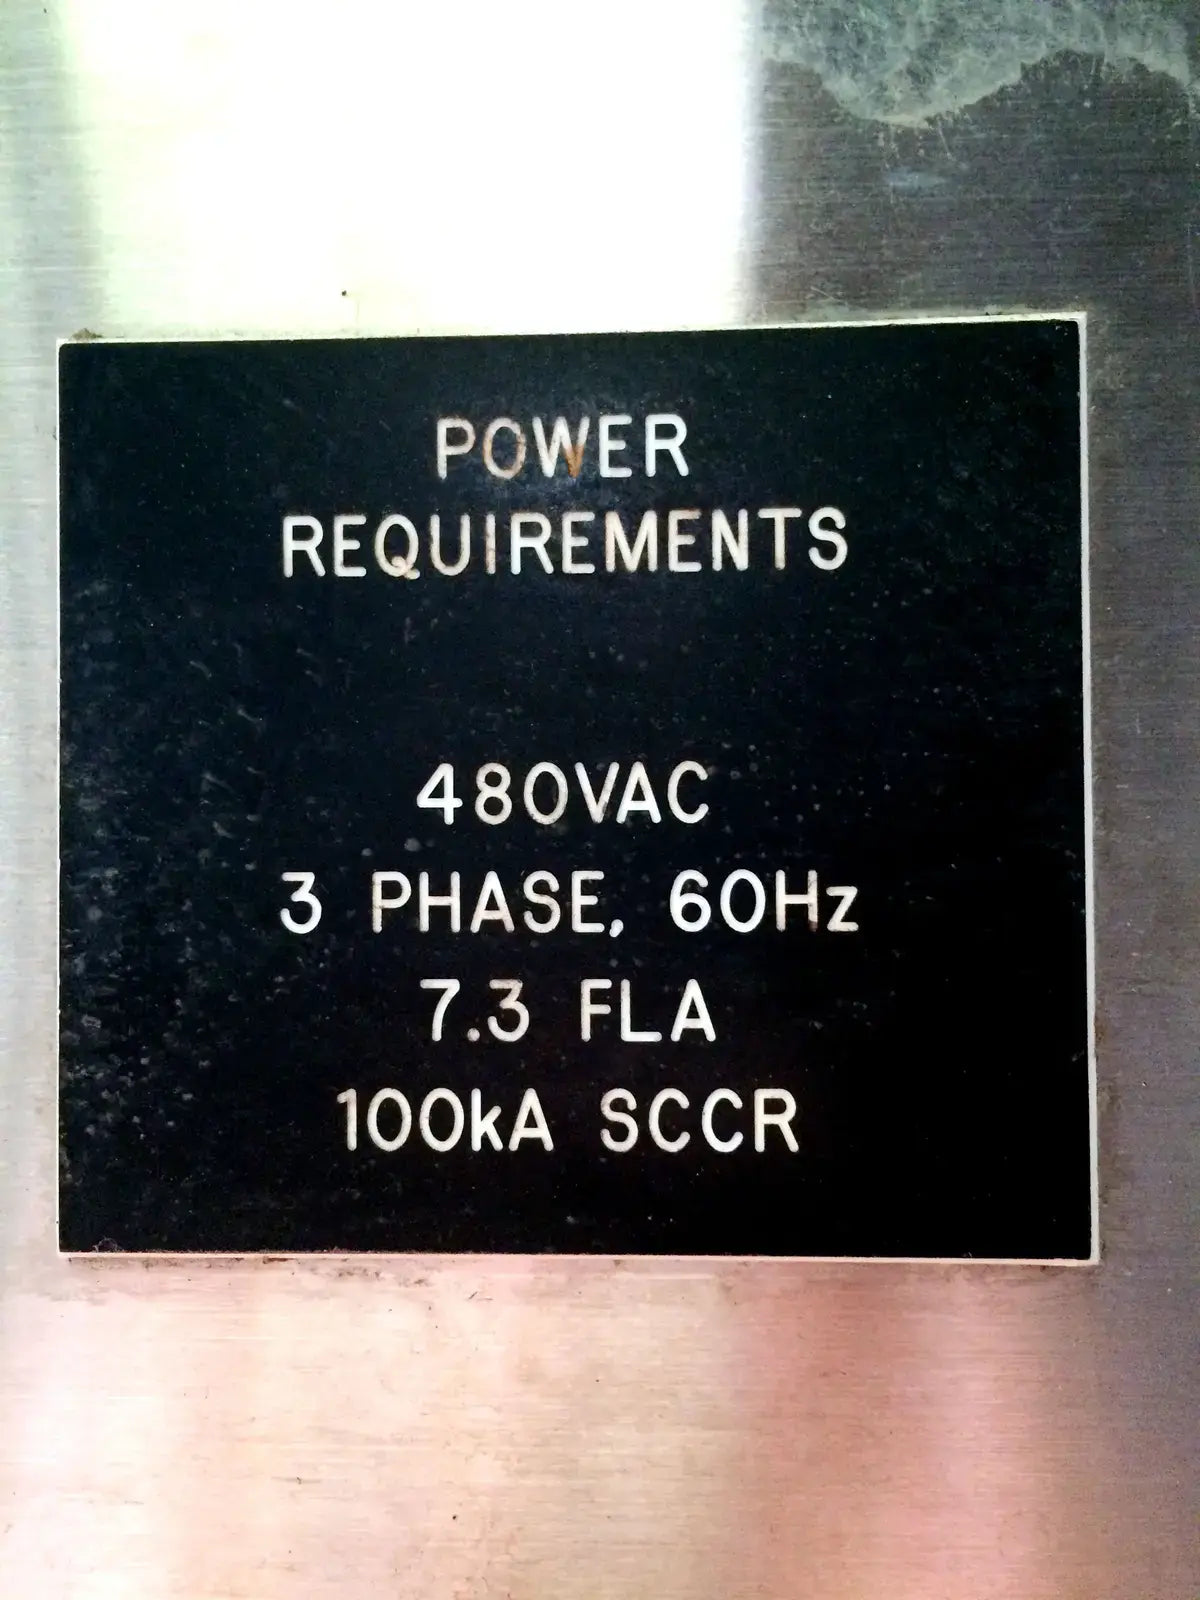 POWER
REQUIREMENTS
480VAC
3 PHASE, 60Hz
7.3 FLA
100kA SCCR